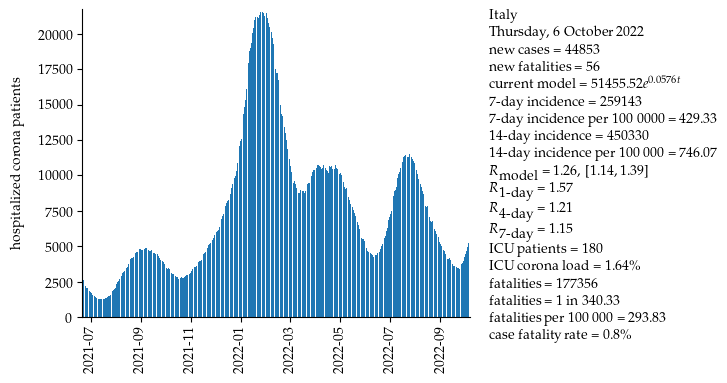 hospitalized corona patients
20000
17500
15000
12500
10000
7500
5000
2500
0
2021-07
2021-09
2021-11
2022-01
2022-03
2022-05
2022-07
2022-09
Italy
Thursday, 6 October 2022
new cases = 44853
new fatalities = 56
current model = 51455.52e^0.0576t
7-day incidence = 259143
7-day incidence per 100 0000 = 429.33
14-day incidence = 450330
14-day incidence per 100 000 = 746.07
R_model = 1.26, [1.14, 1.39]
R_1-day = 1.57
R_4-day = 1.21
R_7-day = 1.15
ICU patients = 180
ICU corona load = 1.64%
fatalities = 177356
fatalities = 1 in 340.33
fatalities per 100 000 = 293.83
case fatality rate = 0.8%